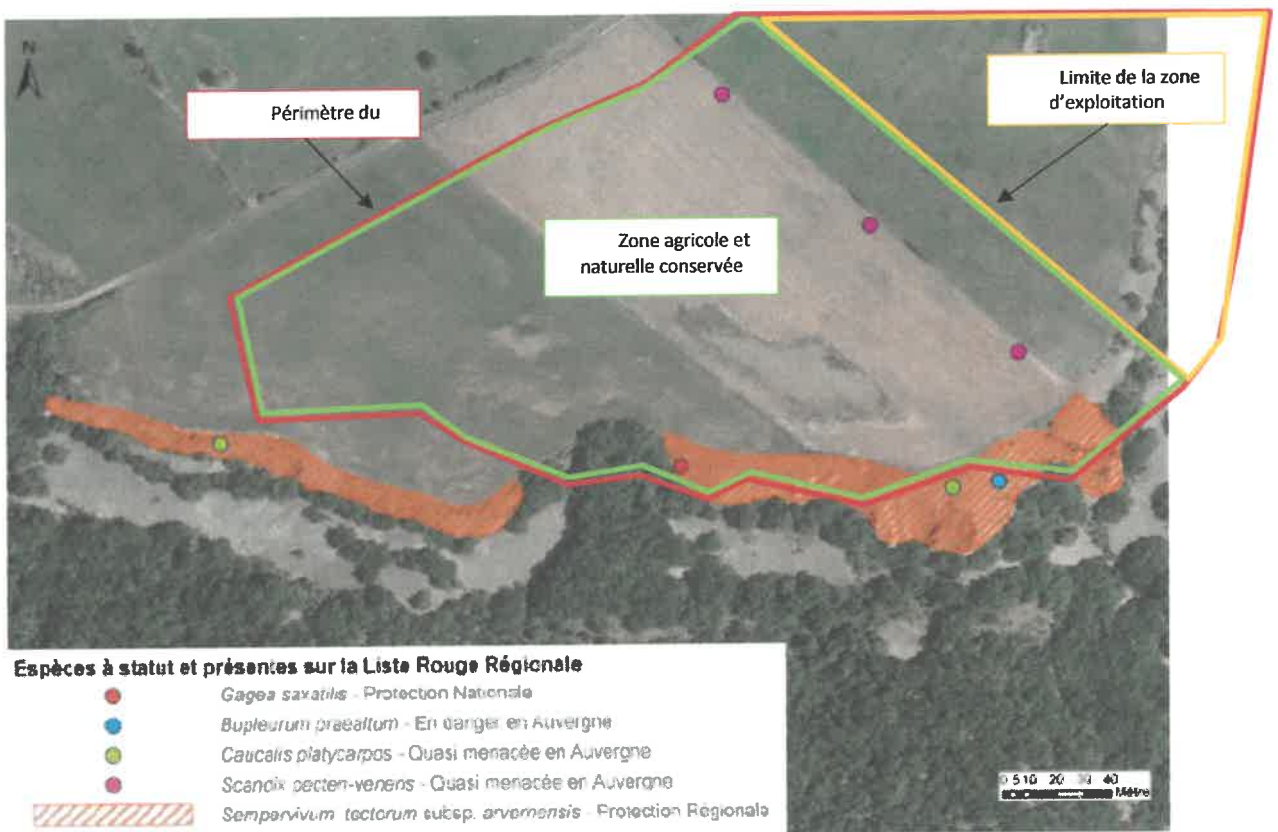 N
Périmètre du
Limite de la zone
d'exploitation
Zone agricole et
naturelle conservée
Espèces à statut et présentes sur la Liste Rouge Régionale
Gagea saxatilis - Protection Nationale
Bupleurum praealtum - En danger en Auvergne
Caucalis platycarpos - Quasi menacée en Auvergne
Scandix pecten-veneris - Quasi menacée en Auvergne
Sempervivum tectorum subsp. arvernensis - Protection Régionale
0 5 10 20 30 40
Mètre